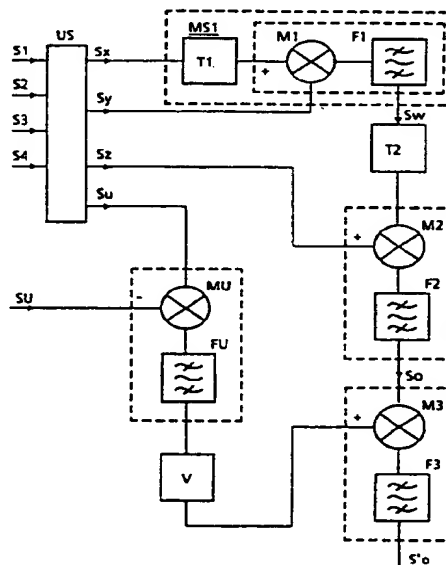 MS1
US
M1
F1
S1
Sx
T1
+
Sy
S2
Sw
S3
T2
S4
Sz
Su
M2
+
F2
SU
-
MU
FU
So
M3
+
V
F3
S'o